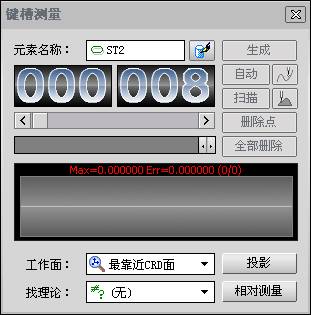 键槽测量
元素名称： ST2
生成
000 008
自动
扫描
删除点
全部删除
Max=0.000000 Err=0.000000 (0/0)
工作面： 最靠近CRD面 投影
找理论： (无) 相对测量